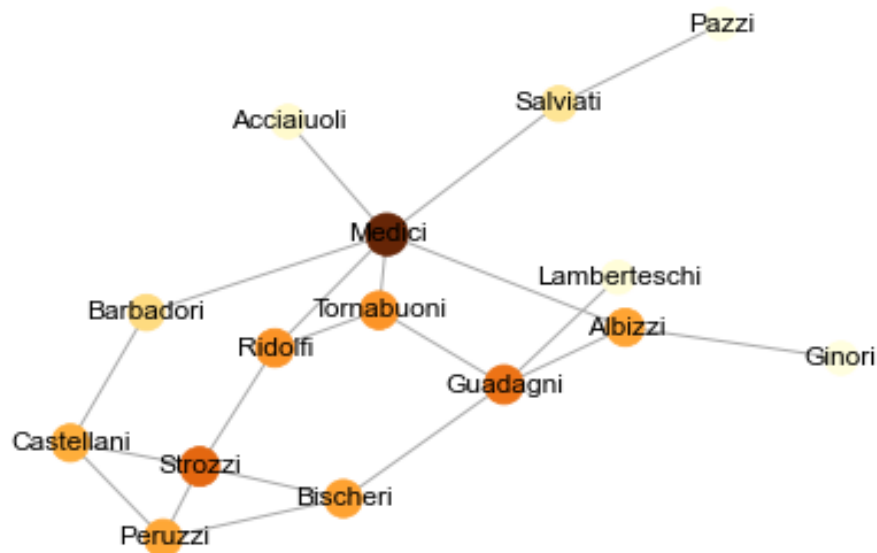 Pazzi
Salviati
Acciaiuoli
Medici
Lamberteschi
Barbadori
Tornabuoni
Albizzi
Ridolfi
Ginori
Guadagni
Castellani
Strozzi
Bischeri
Peruzzi